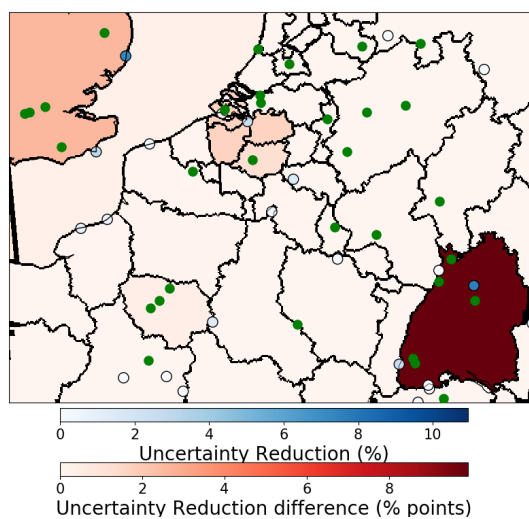 0 2 4 6 8 10
Uncertainty Reduction (%)
0 2 4 6 8
Uncertainty Reduction difference (% points)